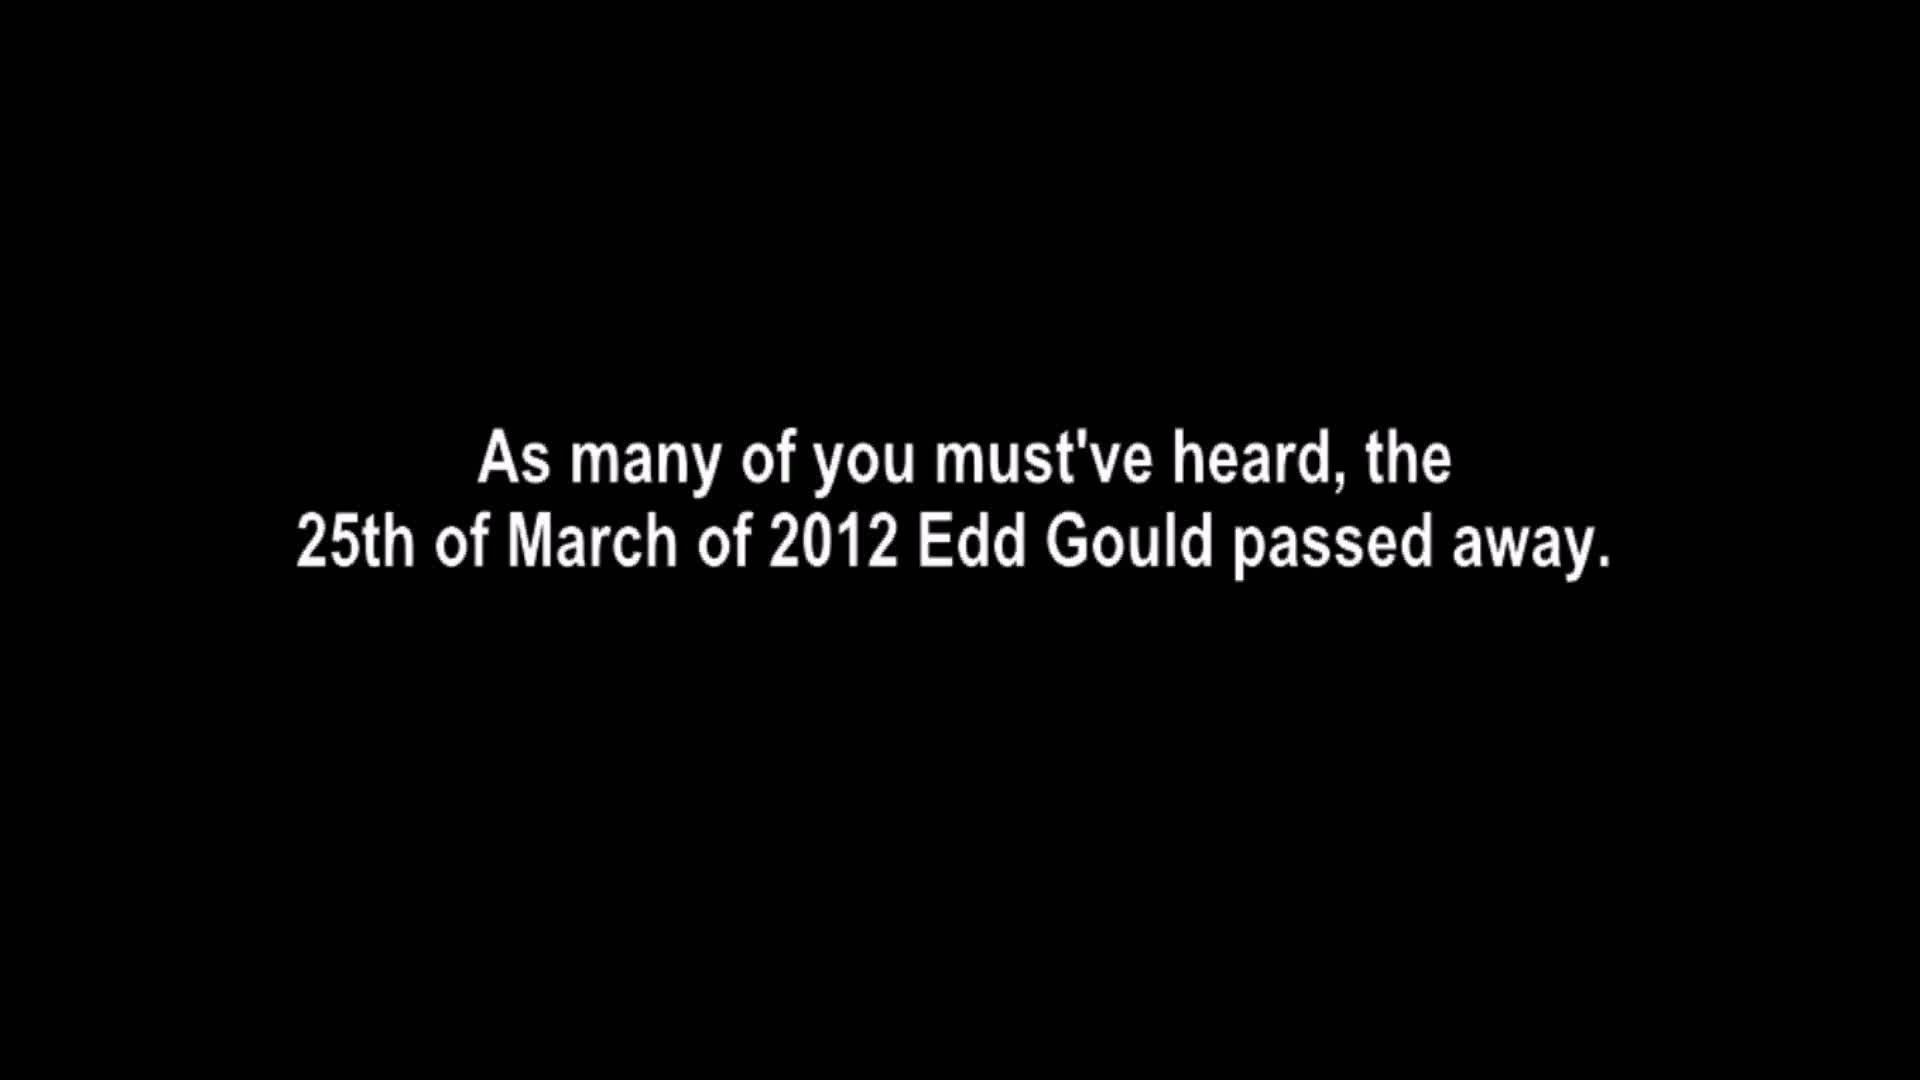 As many of you must've heard, the
25th of March of 2012 Edd Gould passed away.